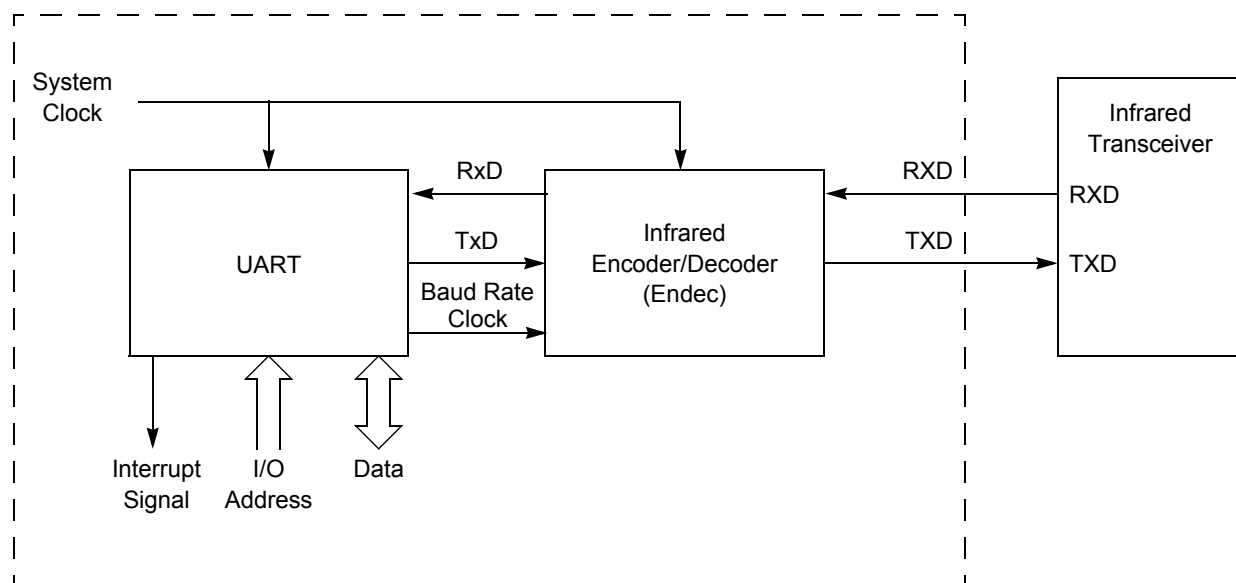 System
Clock
Infrared
Transceiver
RxD
RXD
RXD
UART
TxD
Infrared
Encoder/Decoder
(Endec)
TXD
TXD
Baud Rate
Clock
Interrupt
Signal
I/O
Address
Data